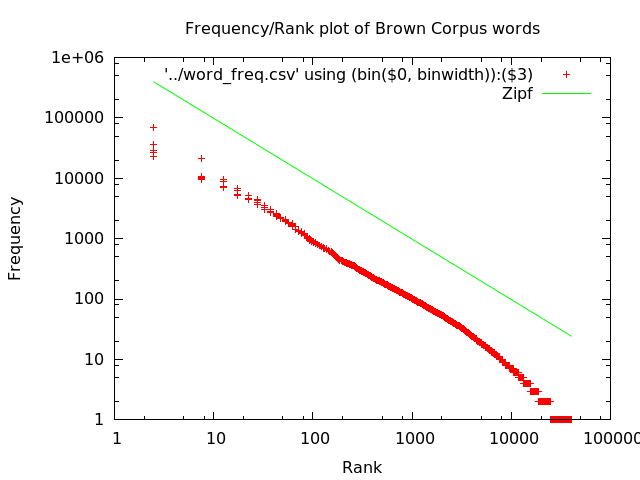 Frequency/Rank plot of Brown Corpus words
1e+06
'../word_freq.csv' using (bin($0, binwidth)):($3)
Zipf
100000
10000
1000
100
10
1
Frequency
1 10 100 1000 10000 100000
Rank